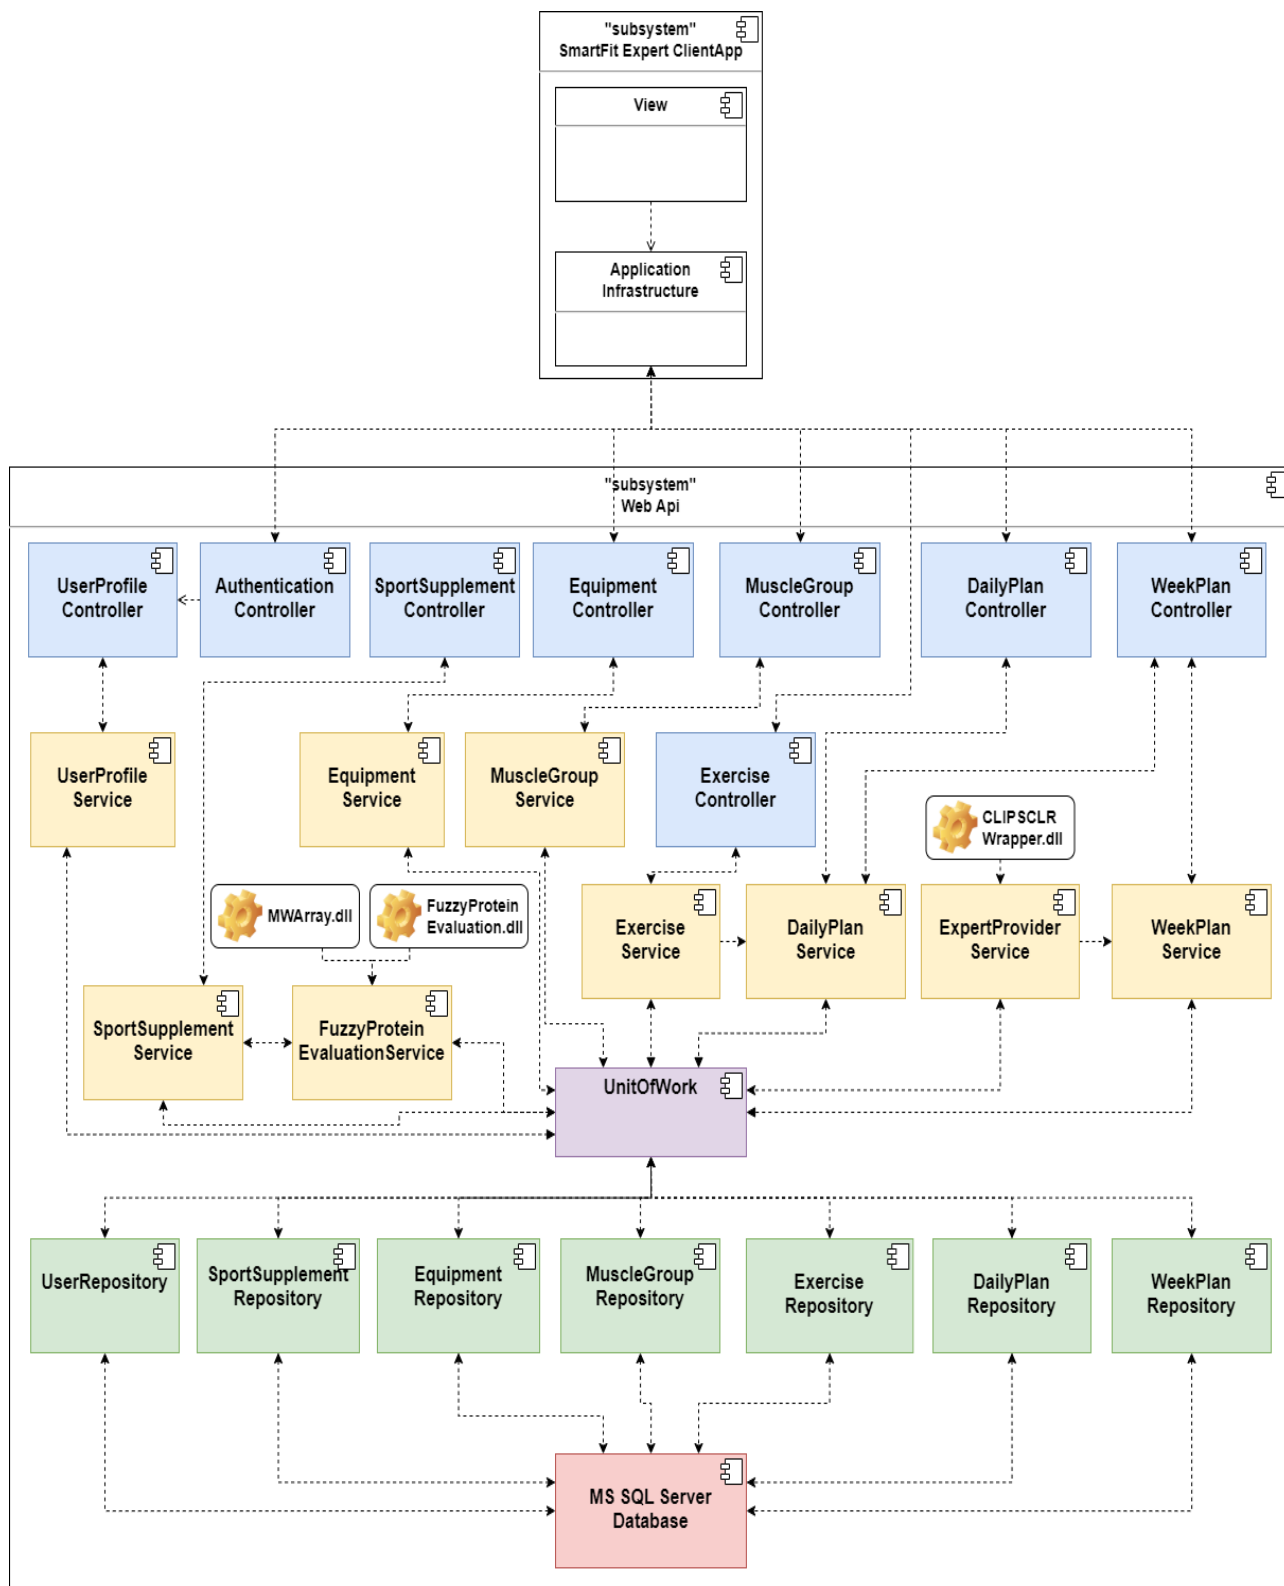 "subsystem"
SmartFit Expert ClientApp
View
Application
Infrastructure
"subsystem"
Web Api
UserProfile
Controller
Authentication
Controller
SportSupplement
Controller
Equipment
Controller
MuscleGroup
Controller
DailyPlan
Controller
WeekPlan
Controller
UserProfile
Service
Equipment
Service
MuscleGroup
Service
Exercise
Controller
CLIPSCLR
Wrapper.dll
MWArray.dll
FuzzyProtein
Evaluation.dll
Exercise
Service
DailyPlan
Service
ExpertProvider
Service
WeekPlan
Service
SportSupplement
Service
FuzzyProtein
EvaluationService
UnitOfWork
UserRepository
SportSupplement
Repository
Equipment
Repository
MuscleGroup
Repository
Exercise
Repository
DailyPlan
Repository
WeekPlan
Repository
MS SQL Server
Database